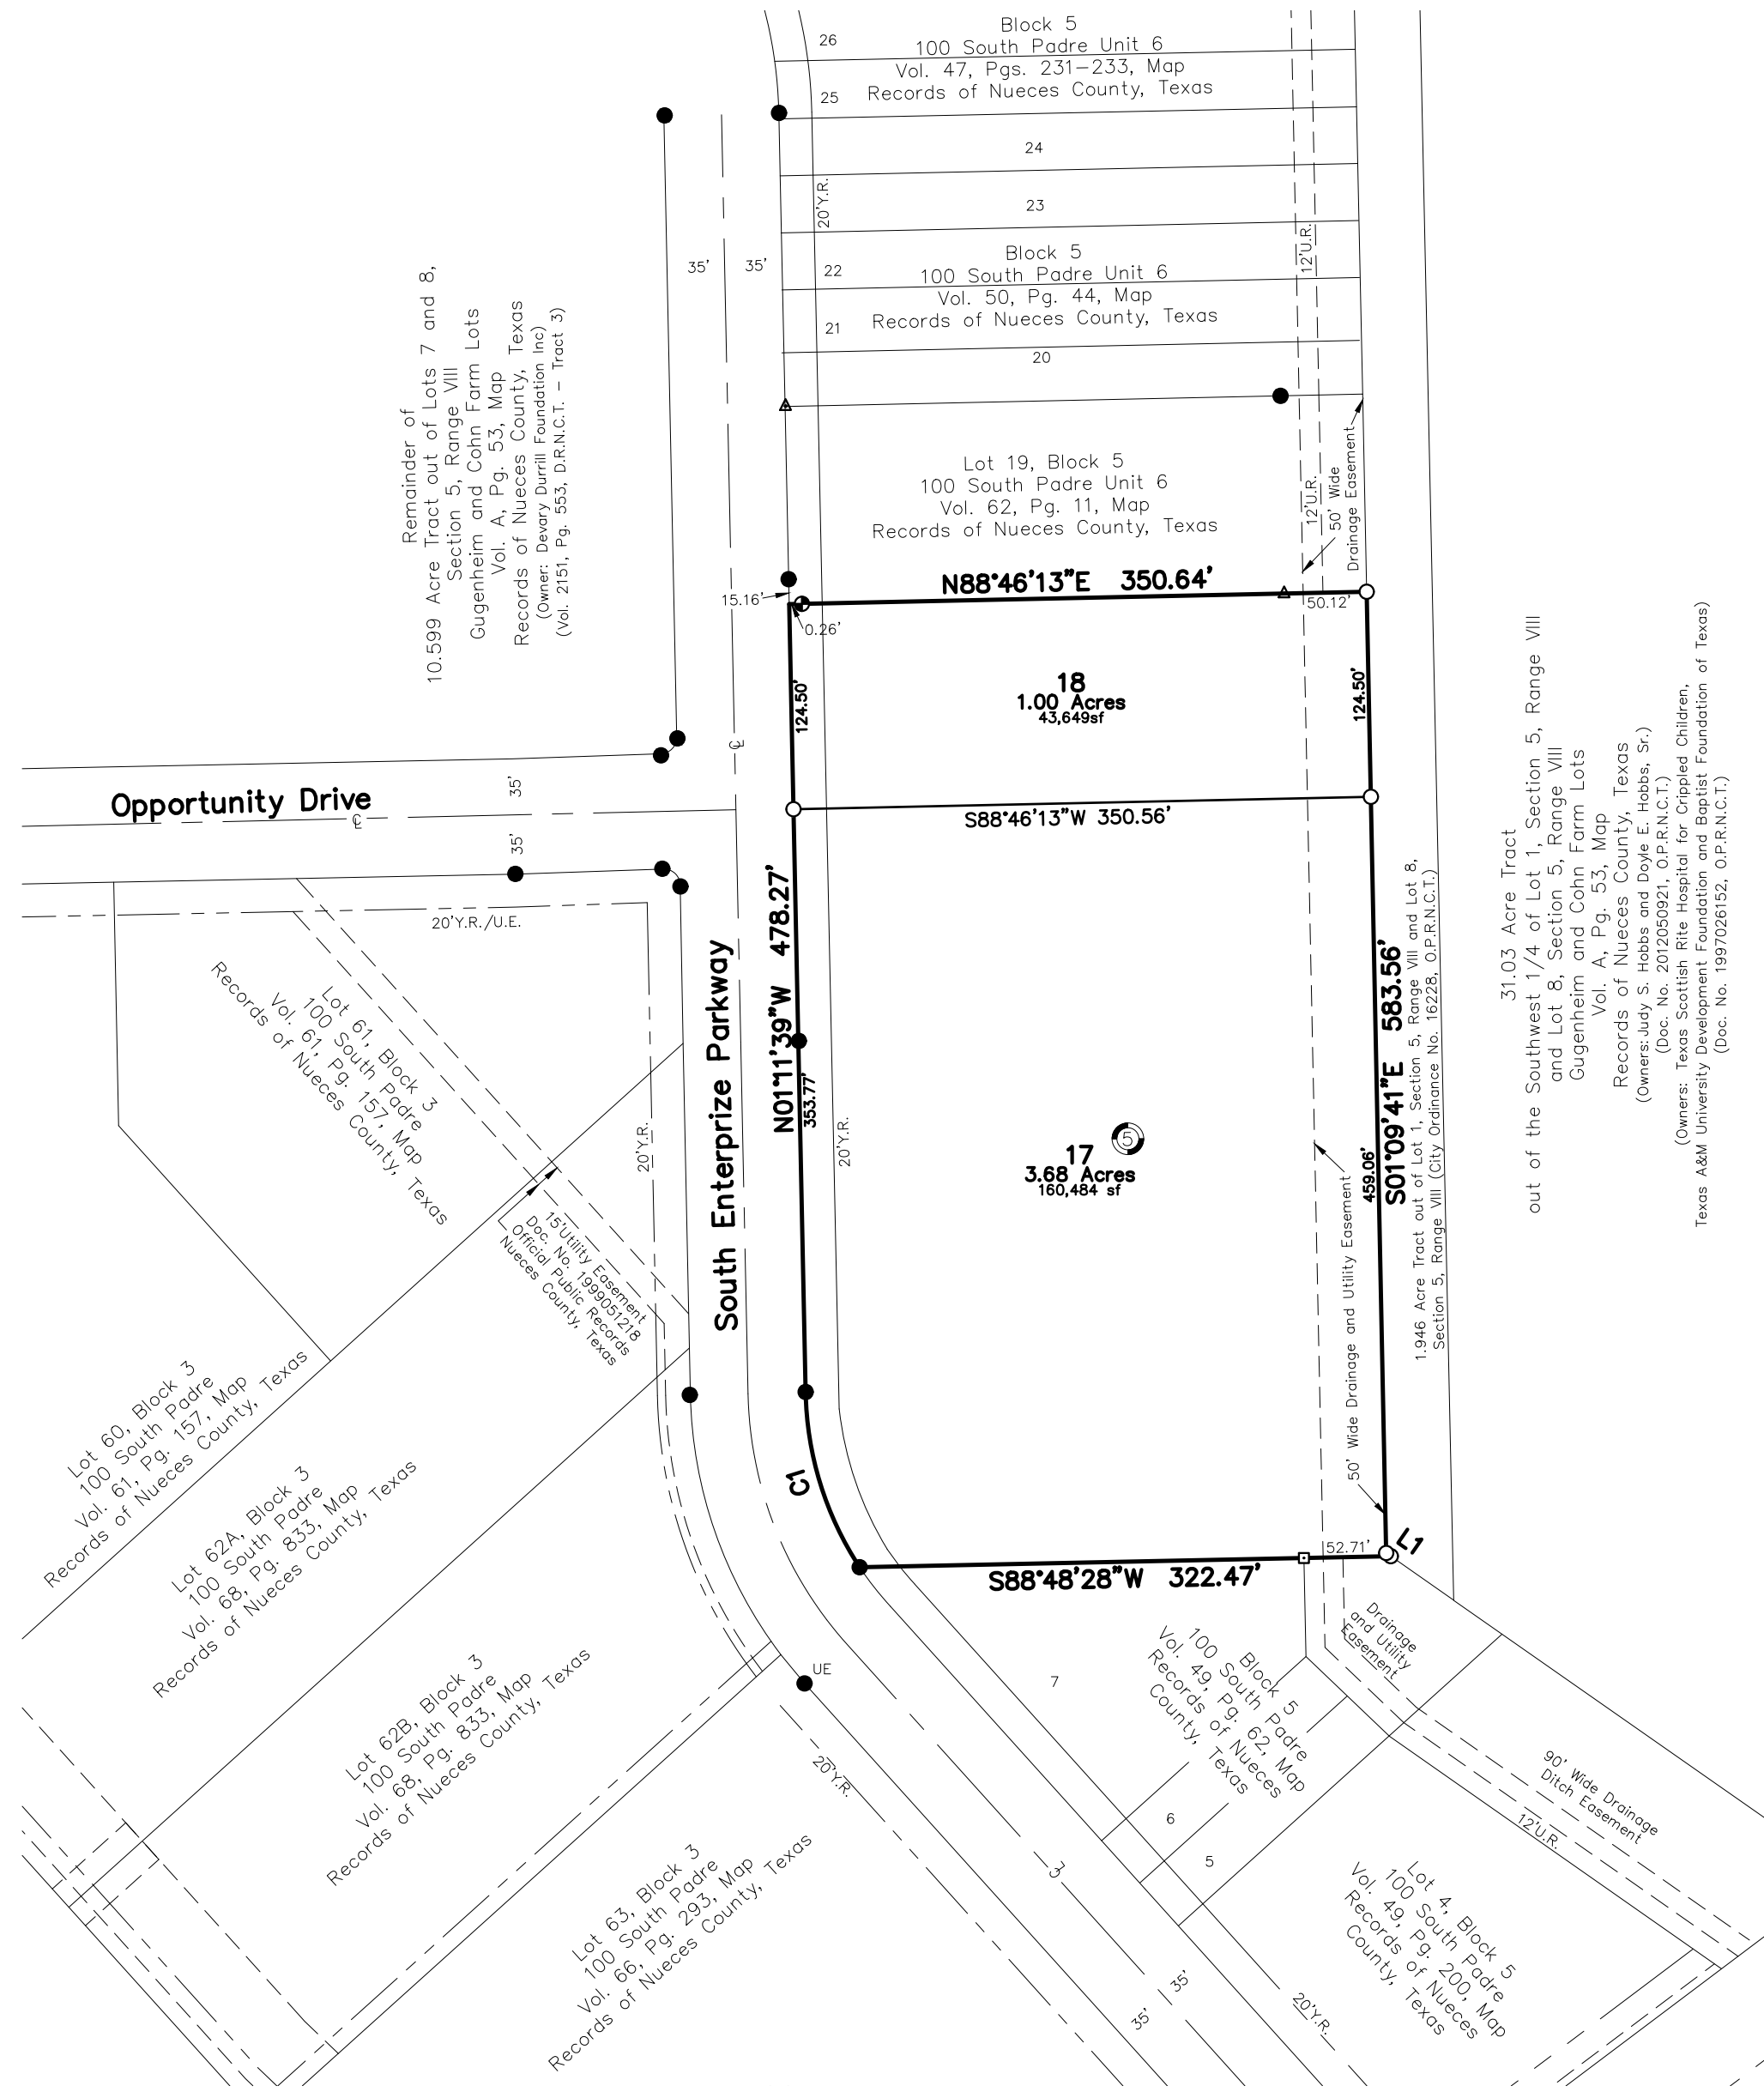 26
Block 5
100 South Padre Unit 6
Vol. 47, Pgs. 231-233, Map
Records of Nueces County, Texas
25
24
23
20'Y.R.
12'U.R.
35'
35'
22
Block 5
100 South Padre Unit 6
Vol. 50, Pg. 44, Map
Records of Nueces County, Texas
21
20
Remainder of
10.599 Acre Tract out of Lots 7 and 8,
Section 5, Range VIII
Gugenheim and Cohn Farm Lots
Vol. A, Pg. 53, Map
Records of Nueces County, Texas
(Owner: Devary Durrill Foundation Inc)
(Vol. 2151, Pg. 553, D.R.N.C.T. - Tract 3)
Lot 19, Block 5
100 South Padre Unit 6
Vol. 62, Pg. 11, Map
Records of Nueces County, Texas
12'U.R.
50' Wide
Drainage Easement
N88°46'13"E 350.64'
15.16'
0.26'
50.12'
124.50'
18
1.00 Acres
43,649sf
124.50'
℄
Opportunity Drive
℄
35'
35'
S88°46'13"W 350.56'
20'Y.R./U.E.
N01°11'39"W 478.27'
353.77'
South Enterprize Parkway
20'Y.R.
20'Y.R.
17
3.68 Acres
160,484 sf
5
459.06'
S01°09'41"E 583.56'
50' Wide Drainage and Utility Easement
1.946 Acre Tract out of Lot 1, Section 5, Range VIII and Lot 8,
Section 5, Range VIII (City Ordinance No. 16228, O.P.R.N.C.T.)
31.03 Acre Tract
out of the Southwest 1/4 of Lot 1, Section 5, Range VIII
and Lot 8, Section 5, Range VIII
Gugenheim and Cohn Farm Lots
Vol. A, Pg. 53, Map
Records of Nueces County, Texas
(Owners: Judy S. Hobbs and Doyle E. Hobbs, Sr.)
(Doc. No. 2012050921, O.P.R.N.C.T.)
(Owners: Texas Scottish Rite Hospital for Crippled Children,
Texas A&M University Development Foundation and Baptist Foundation of Texas)
(Doc. No. 1997026152, O.P.R.N.C.T.)
Lot 61, Block 3
100 South Padre
Vol. 61, Pg. 157, Map
Records of Nueces County, Texas
15'Utility Easement
Doc. No. 1999051218
Official Public Records
Nueces County, Texas
Lot 60, Block 3
100 South Padre
Vol. 61, Pg. 157, Map
Records of Nueces County, Texas
Lot 62A, Block 3
100 South Padre
Vol. 68, Pg. 833, Map
Records of Nueces County, Texas
Lot 62B, Block 3
100 South Padre
Vol. 68, Pg. 833, Map
Records of Nueces County, Texas
Lot 63, Block 3
100 South Padre
Vol. 66, Pg. 293, Map
Records of Nueces County, Texas
C1
52.71'
L1
S88°48'28"W 322.47'
UE
20'Y.R.
7
Block 5
100 South Padre
Vol. 49, Pg. 62, Map
Records of Nueces
County, Texas
Drainage
and Utility
Easement
6
5
90' Wide Drainage
Ditch Easement
12'U.R.
Lot 4, Block 5
100 South Padre
Vol. 49, Pg. 200, Map
Records of Nueces
County, Texas
35'
35'
20'Y.R.